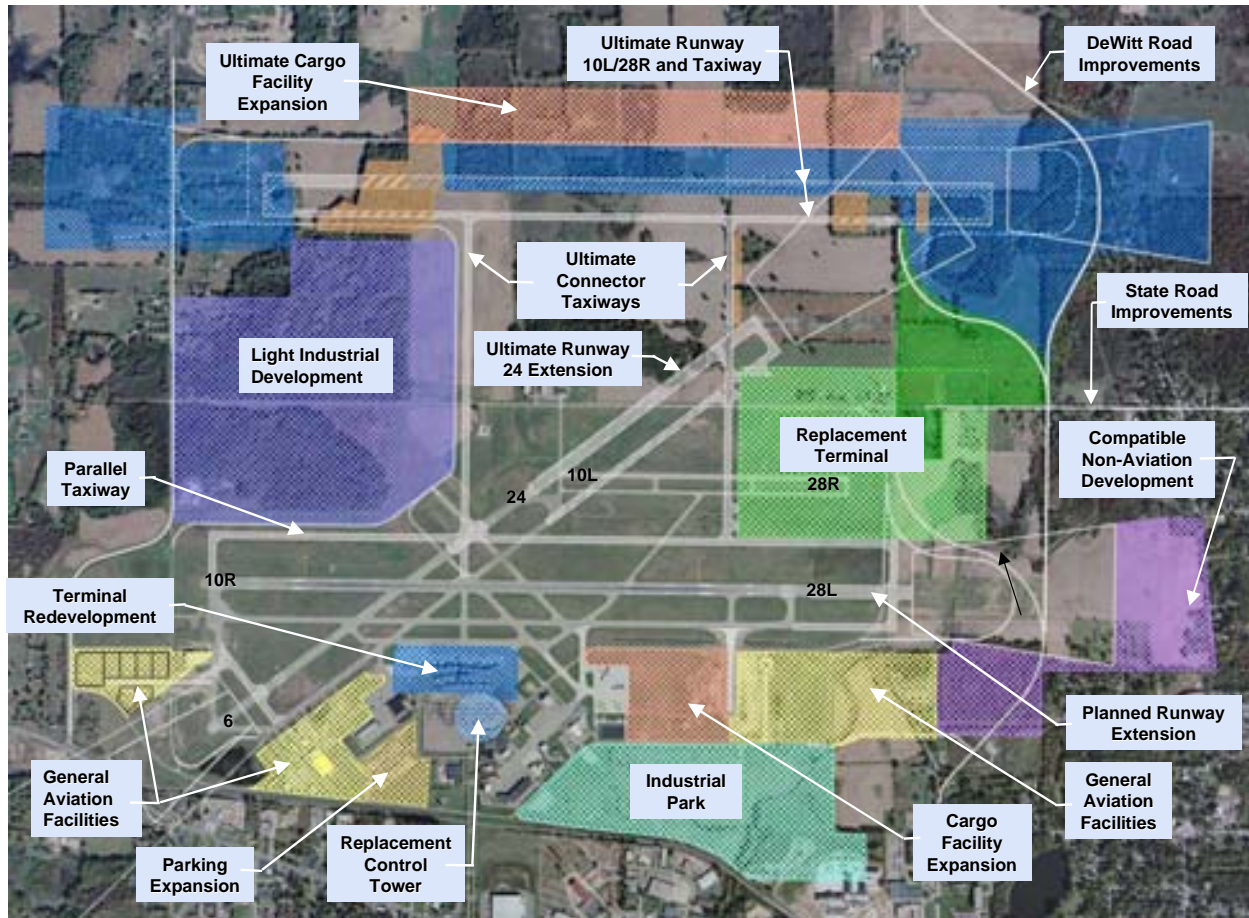 Ultimate Cargo
Facility
Expansion
Ultimate Runway
10L/28R and Taxiway
DeWitt Road
Improvements
Ultimate
Connector
Taxiways
State Road
Improvements
Light Industrial
Development
Ultimate Runway
24 Extension
Replacement
Terminal
Compatible
Non-Aviation
Development
Parallel
Taxiway
10L
24
28R
10R
28L
Terminal
Redevelopment
6
Planned Runway
Extension
General
Aviation
Facilities
Industrial
Park
General
Aviation
Facilities
Parking
Expansion
Replacement
Control
Tower
Cargo
Facility
Expansion